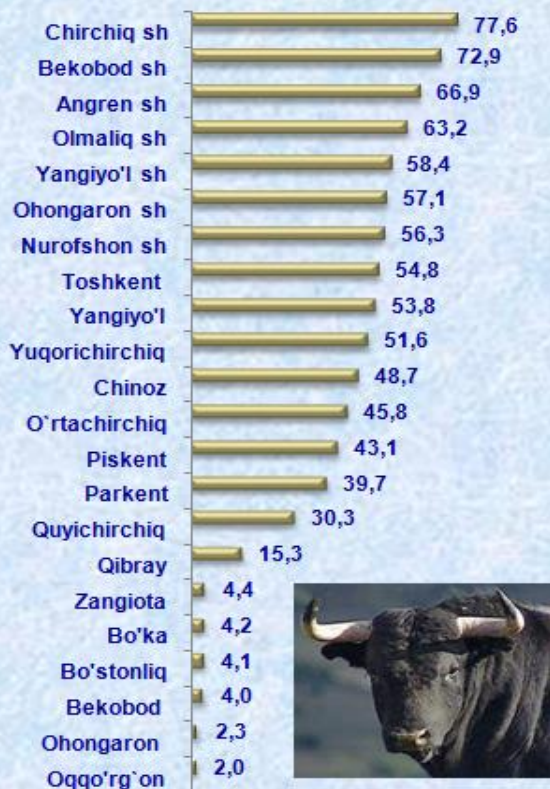 Chirchiq sh 77,6
Bekobod sh 72,9
Angren sh 66,9
Olmaliq sh 63,2
Yangiyo'l sh 58,4
Ohongaron sh 57,1
Nurofshon sh 56,3
Toshkent 54,8
Yangiyo'l 53,8
Yuqorichirchiq 51,6
Chinoz 48,7
O`rtachirchiq 45,8
Piskent 43,1
Parkent 39,7
Quyichirchiq 30,3
Qibray 15,3
Zangiota 4,4
Bo'ka 4,2
Bo'stonliq 4,1
Bekobod 4,0
Ohongaron 2,3
Oqqo'rg`on 2,0